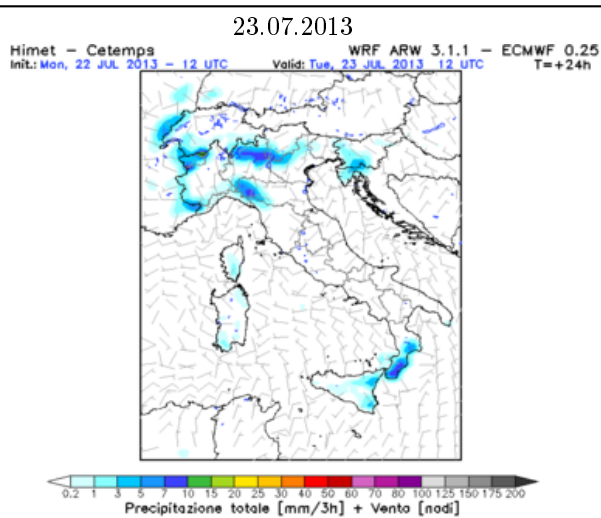 23.07.2013
Himet – Cetemps WRF ARW 3.1.1 – ECMWF 0.25
Init.: Mon, 22 JUL 2013 – 12 UTC Valid: Tue, 23 JUL 2013 12 UTC T=+24h
0.2 1 3 5 7 10 15 20 25 30 40 50 60 70 80 100 125 150 175 200
Precipitazione totale [mm/3h] + Vento [nodi]